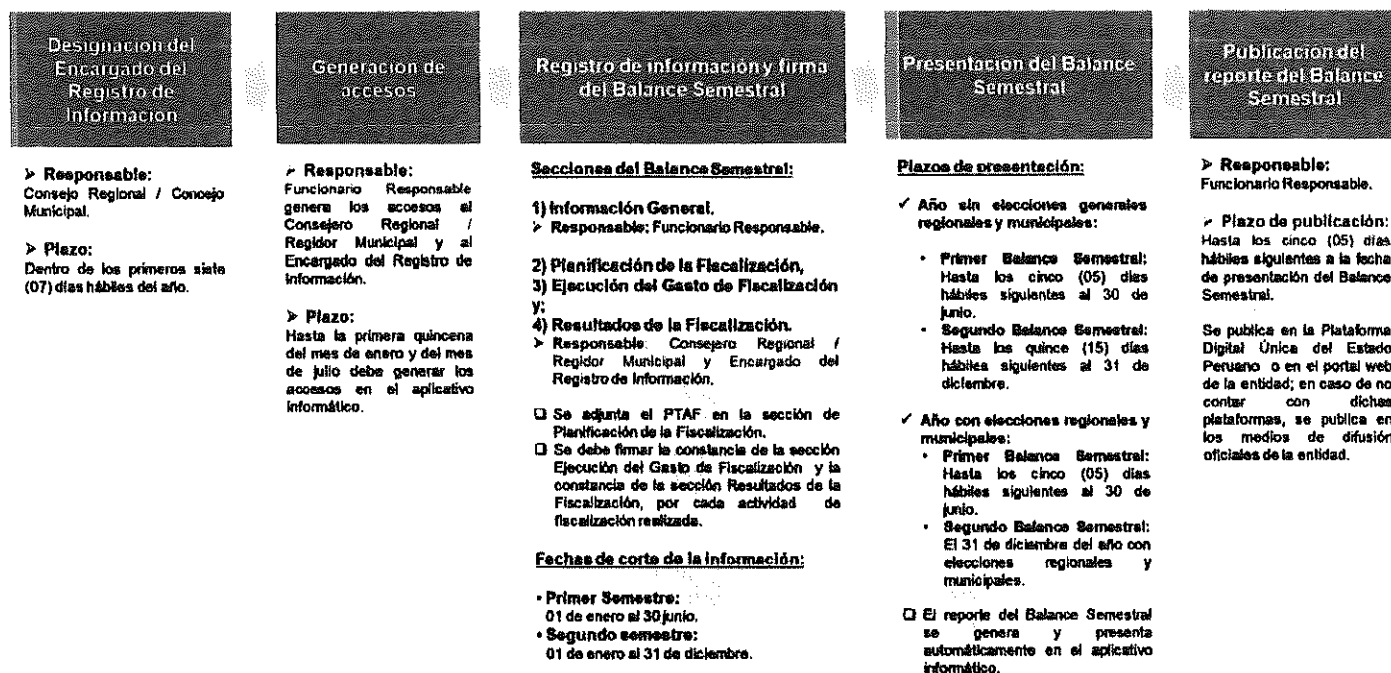 Designacion del
Encargado del
Registro de
Informacion
➢ Responsable:
Consejo Regional / Concejo
Municipal.
➢ Plazo:
Dentro de los primeros siete
(07) días hábiles del año.
Generacion de
accesos
➢ Responsable:
Funcionario Responsable
genera los accesos al
Consejero Regional /
Regidor Municipal y al
Encargado del Registro de
Información.
➢ Plazo:
Hasta la primera quincena
del mes de enero y del mes
de julio debe generar los
accesos en el aplicativo
informático.
Registro de informacion y firma
del Balance Semestral
Secciones del Balance Semestral:
1) Información General.
➢ Responsable: Funcionario Responsable.
2) Planificación de la Fiscalización,
3) Ejecución del Gasto de Fiscalización
y;
4) Resultados de la Fiscalización.
➢ Responsable: Consejero Regional /
Regidor Municipal y Encargado del
Registro de Información.
❑ Se adjunta el PTAF en la sección de
Planificación de la Fiscalización.
❑ Se debe firmar la constancia de la sección
Ejecución del Gasto de Fiscalización y la
constancia de la sección Resultados de la
Fiscalización, por cada actividad de
fiscalización realizada.
Fechas de corte de la información:
• Primer Semestre:
01 de enero al 30 junio.
• Segundo semestre:
01 de enero al 31 de diciembre.
Presentacion del Balance
Semestral
Plazos de presentación:
✓ Año sin elecciones generales
regionales y municipales:
• Primer Balance Semestral:
Hasta los cinco (05) días
hábiles siguientes al 30 de
junio.
• Segundo Balance Semestral:
Hasta los quince (15) días
hábiles siguientes al 31 de
diciembre.
✓ Año con elecciones regionales y
municipales:
• Primer Balance Semestral:
Hasta los cinco (05) días
hábiles siguientes al 30 de
junio.
• Segundo Balance Semestral:
El 31 de diciembre del año con
elecciones regionales y
municipales.
❑ El reporte del Balance Semestral
se genera y presenta
automáticamente en el aplicativo
informático.
Publicacion del
reporte del Balance
Semestral
➢ Responsable:
Funcionario Responsable.
➢ Plazo de publicación:
Hasta los cinco (05) días
hábiles siguientes a la fecha
de presentación del Balance
Semestral.
Se publica en la Plataforma
Digital Única del Estado
Peruano o en el portal web
de la entidad; en caso de no
contar con dichas
plataformas, se publica en
los medios de difusión
oficiales de la entidad.